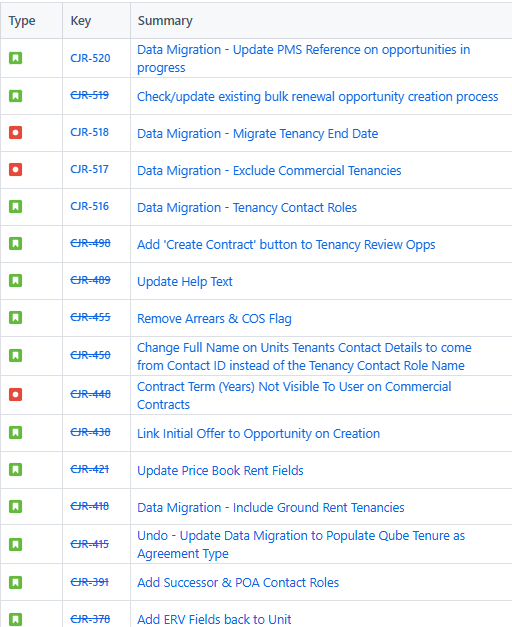 Type Key Summary
CJR-520 Data Migration - Update PMS Reference on opportunities in
progress
CJR-519 Check/update existing bulk renewal opportunity creation process
CJR-518 Data Migration - Migrate Tenancy End Date
CJR-517 Data Migration - Exclude Commercial Tenancies
CJR-516 Data Migration - Tenancy Contact Roles
CJR-498 Add 'Create Contract' button to Tenancy Review Opps
CJR-489 Update Help Text
CJR-455 Remove Arrears & COS Flag
CJR-450 Change Full Name on Units Tenants Contact Details to come
from Contact ID instead of the Tenancy Contact Role Name
CJR-448 Contract Term (Years) Not Visible To User on Commercial
Contracts
CJR-438 Link Initial Offer to Opportunity on Creation
CJR-421 Update Price Book Rent Fields
CJR-418 Data Migration - Include Ground Rent Tenancies
CJR-415 Undo - Update Data Migration to Populate Qube Tenure as
Agreement Type
CJR-391 Add Successor & POA Contact Roles
CJR-378 Add ERV Fields back to Unit